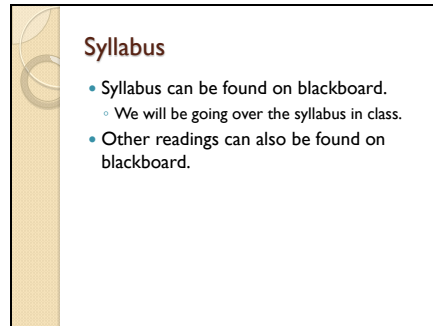 Syllabus
• Syllabus can be found on blackboard.
◦ We will be going over the syllabus in class.
• Other readings can also be found on
blackboard.